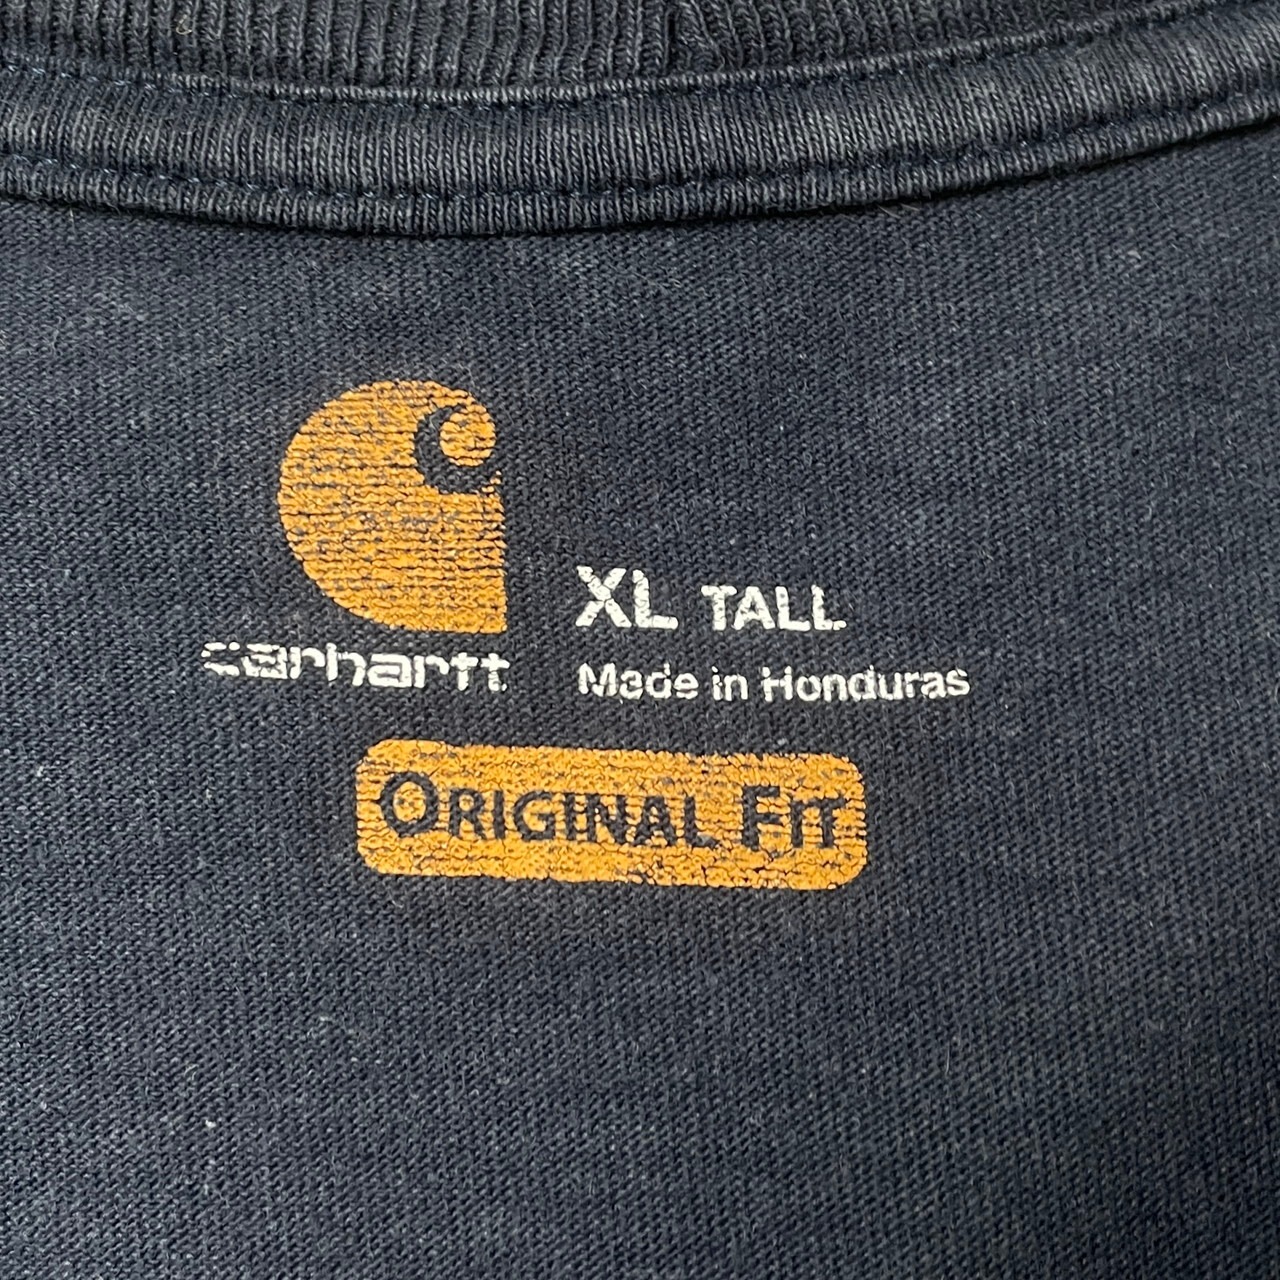 carhartt
XL TALL
Made in Honduras
ORIGINAL FIT